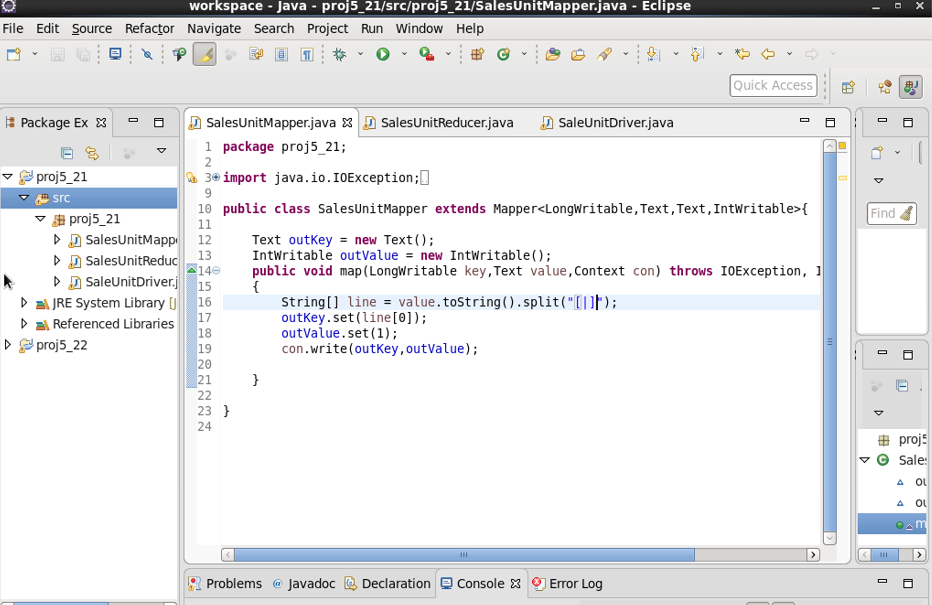 workspace - Java - proj5_21/src/proj5_21/SalesUnitMapper.java - Eclipse
File Edit Source Refactor Navigate Search Project Run Window Help
Quick Access
Package Ex
SalesUnitMapper.java SalesUnitReducer.java SaleUnitDriver.java
proj5_21
src
proj5_21
SalesUnitMapp
SalesUnitReduc
SaleUnitDriver.j
JRE System Library [j
Referenced Libraries
proj5_22
1 package proj5_21;
2
3 import java.io.IOException;
9
10 public class SalesUnitMapper extends Mapper<LongWritable,Text,Text,IntWritable>{
11
12 Text outKey = new Text();
13 IntWritable outValue = new IntWritable();
14 public void map(LongWritable key,Text value,Context con) throws IOException, I
15 {
16 String[] line = value.toString().split("[|]");
17 outKey.set(line[0]);
18 outValue.set(1);
19 con.write(outKey,outValue);
20
21 }
22
23 }
24
Find
proj5
Sales
ou
ou
m
Problems Javadoc Declaration Console Error Log